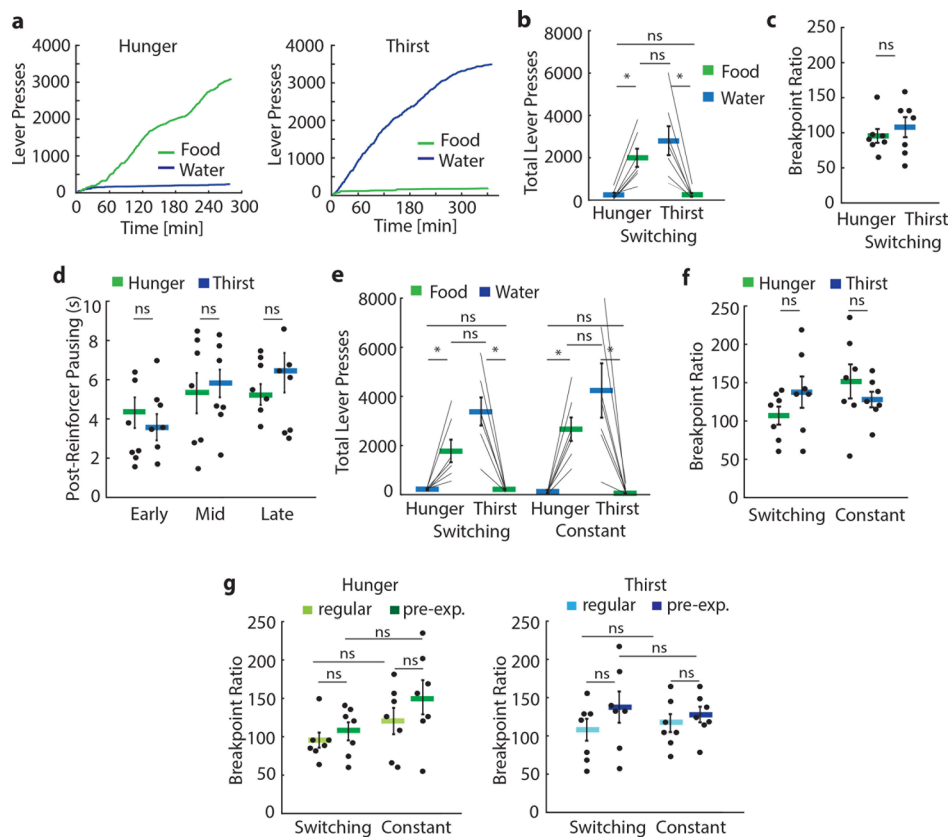 a
Hunger
Lever Presses
4000
3000
2000
1000
0
Food
Water
0 60 120 180 240 300
Time [min]
Thirst
Lever Presses
4000
3000
2000
1000
0
Food
Water
0 60 180 300
Time [min]
b
Total Lever Presses
8000
6000
4000
2000
0
ns
ns
* *
Food
Water
Hunger Thirst
Switching
c
Breakpoint Ratio
250
200
150
100
50
0
ns
Hunger Thirst
Switching
d
Hunger Thirst
Post-Reinforcer Pausing (s)
10
8
6
4
2
0
ns ns ns
Early Mid Late
e
Food Water
Total Lever Presses
8000
6000
4000
2000
0
ns ns
ns ns
* * * *
Hunger Thirst Hunger Thirst
Switching Constant
f
Hunger Thirst
Breakpoint Ratio
250
200
150
100
50
0
ns ns
Switching Constant
g
Hunger
regular pre-exp.
Breakpoint Ratio
250
200
150
100
50
0
ns
ns
ns ns
Switching Constant
Thirst
regular pre-exp.
Breakpoint Ratio
250
200
150
100
50
0
ns
ns
ns ns
Switching Constant